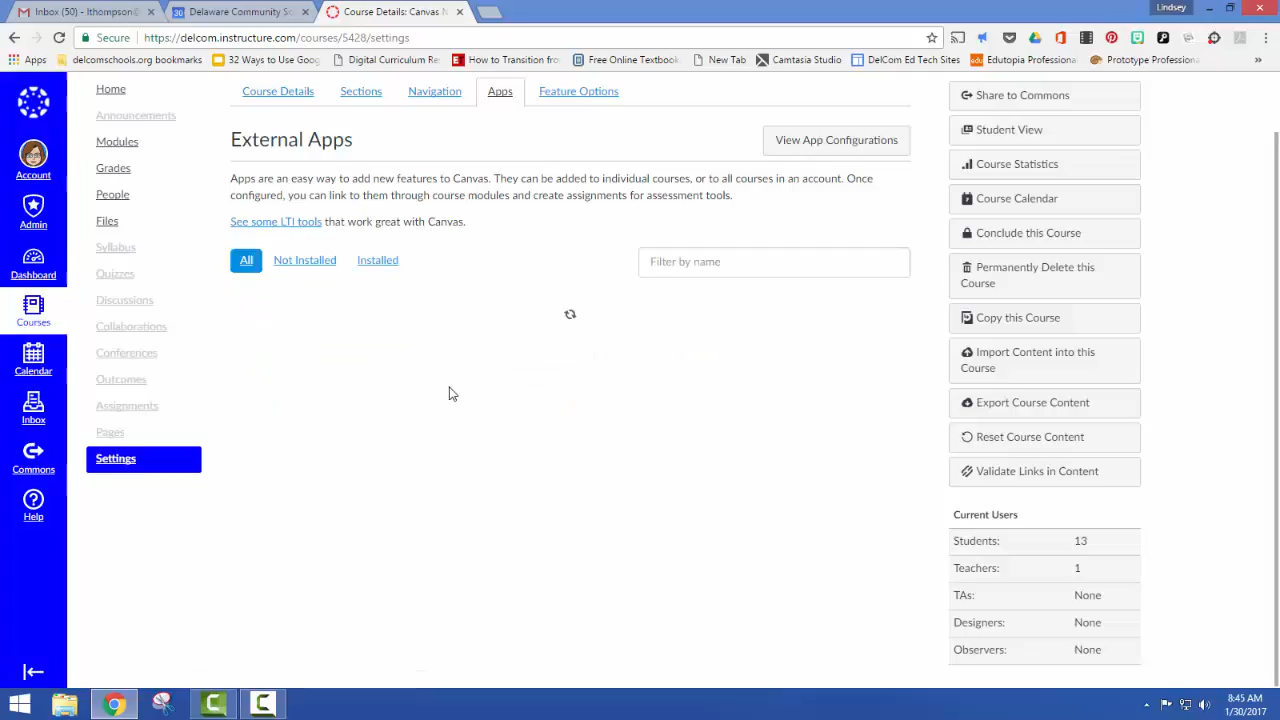 Inbox (50) - lthompson@
Delaware Community Sc
Course Details: Canvas N
Lindsey
Secure
https://delcom.instructure.com/courses/5428/settings
Apps
delcomschools.org bookmarks
32 Ways to Use Goog
Digital Curriculum Re
How to Transition fro
Free Online Textbook
New Tab
Camtasia Studio
DelCom Ed Tech Sites
Edutopia Professiona
Prototype Professiona
»
Account
Admin
Dashboard
Courses
Calendar
Inbox
Commons
Help
Home
Announcements
Modules
Grades
People
Files
Syllabus
Quizzes
Discussions
Collaborations
Conferences
Outcomes
Assignments
Pages
Settings
Course Details
Sections
Navigation
Apps
Feature Options
External Apps
View App Configurations
Apps are an easy way to add new features to Canvas. They can be added to individual courses, or to all courses in an account. Once
configured, you can link to them through course modules and create assignments for assessment tools.
See some LTI tools that work great with Canvas.
All
Not Installed
Installed
Filter by name
Share to Commons
Student View
Course Statistics
Course Calendar
Conclude this Course
Permanently Delete this
Course
Copy this Course
Import Content into this
Course
Export Course Content
Reset Course Content
Validate Links in Content
Current Users
Students: 13
Teachers: 1
TAs: None
Designers: None
Observers: None
8:45 AM
1/30/2017